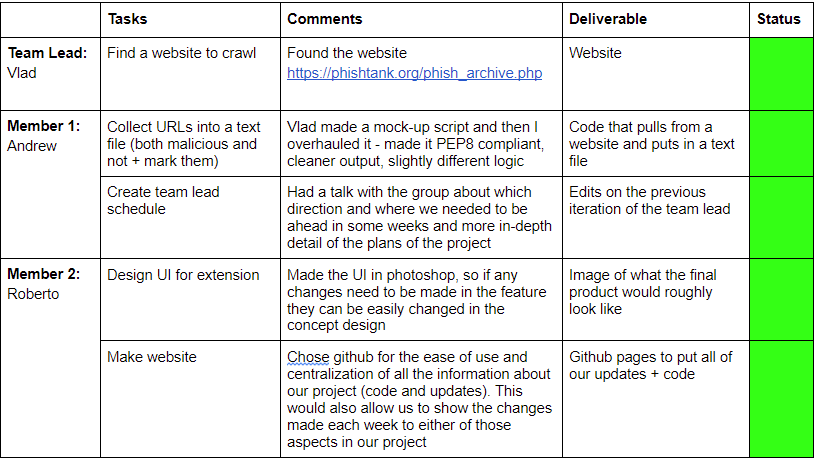 Tasks Comments Deliverable Status
Team Lead:
Vlad
Find a website to crawl
Found the website
https://phishtank.org/phish_archive.php
Website
Member 1:
Andrew
Collect URLs into a text
file (both malicious and
not + mark them)
Vlad made a mock-up script and then I
overhauled it - made it PEP8 compliant,
cleaner output, slightly different logic
Code that pulls from a
website and puts in a text
file
Create team lead
schedule
Had a talk with the group about which
direction and where we needed to be
ahead in some weeks and more in-depth
detail of the plans of the project
Edits on the previous
iteration of the team lead
Member 2:
Roberto
Design UI for extension
Made the UI in photoshop, so if any
changes need to be made in the feature
they can be easily changed in the
concept design
Image of what the final
product would roughly
look like
Make website
Chose github for the ease of use and
centralization of all the information about
our project (code and updates). This
would also allow us to show the changes
made each week to either of those
aspects in our project
Github pages to put all of
our updates + code